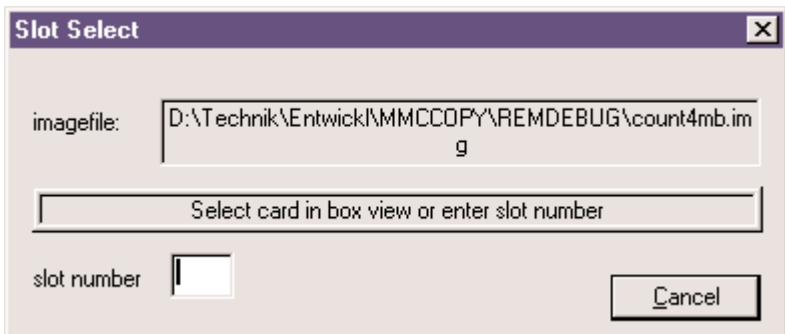 Slot Select
imagefile:
D:\Technik\Entwickl\MMCCOPY\REMDEBUG\count4mb.im
g
Select card in box view or enter slot number
slot number
Cancel